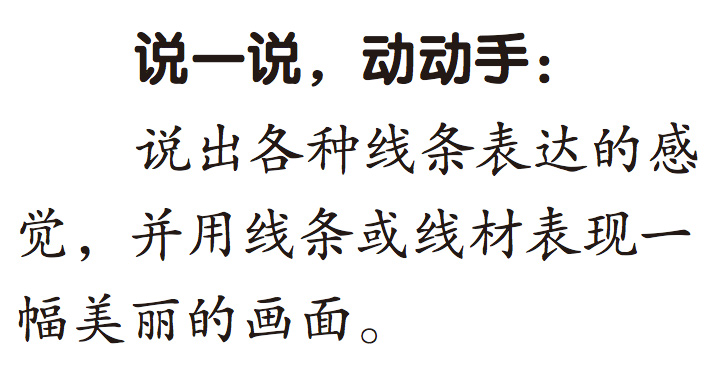 说一说，动动手：
说出各种线条表达的感
觉，并用线条或线材表现一
幅美丽的画面。